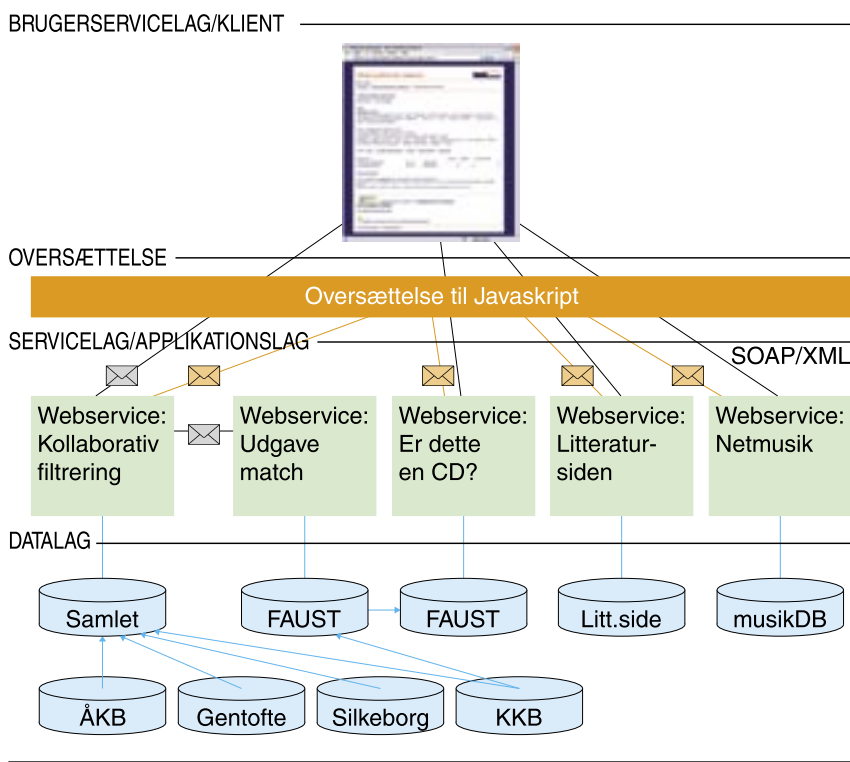 BRUGERSERVICELAG/KLIENT
OVERSÆTTELSE
Oversættelse til Javaskript
SERVICELAG/APPLIKATIONSLAG
SOAP/XML
Webservice:
Kollaborativ
filtrering
Webservice:
Udgave
match
Webservice:
Er dette
en CD?
Webservice:
Litteratur-
siden
Webservice:
Netmusik
DATALAG
Samlet
FAUST
FAUST
Litt.side
musikDB
ÅKB
Gentofte
Silkeborg
KKB